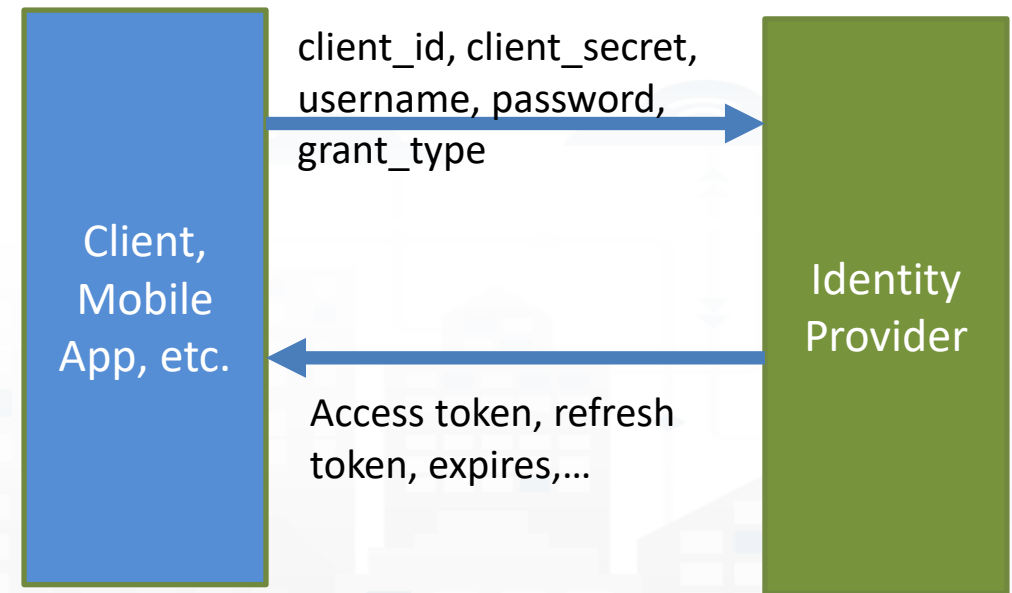 client_id, client_secret,
username, password,
grant_type
Client,
Mobile
App, etc.
Identity
Provider
Access token, refresh
token, expires,…